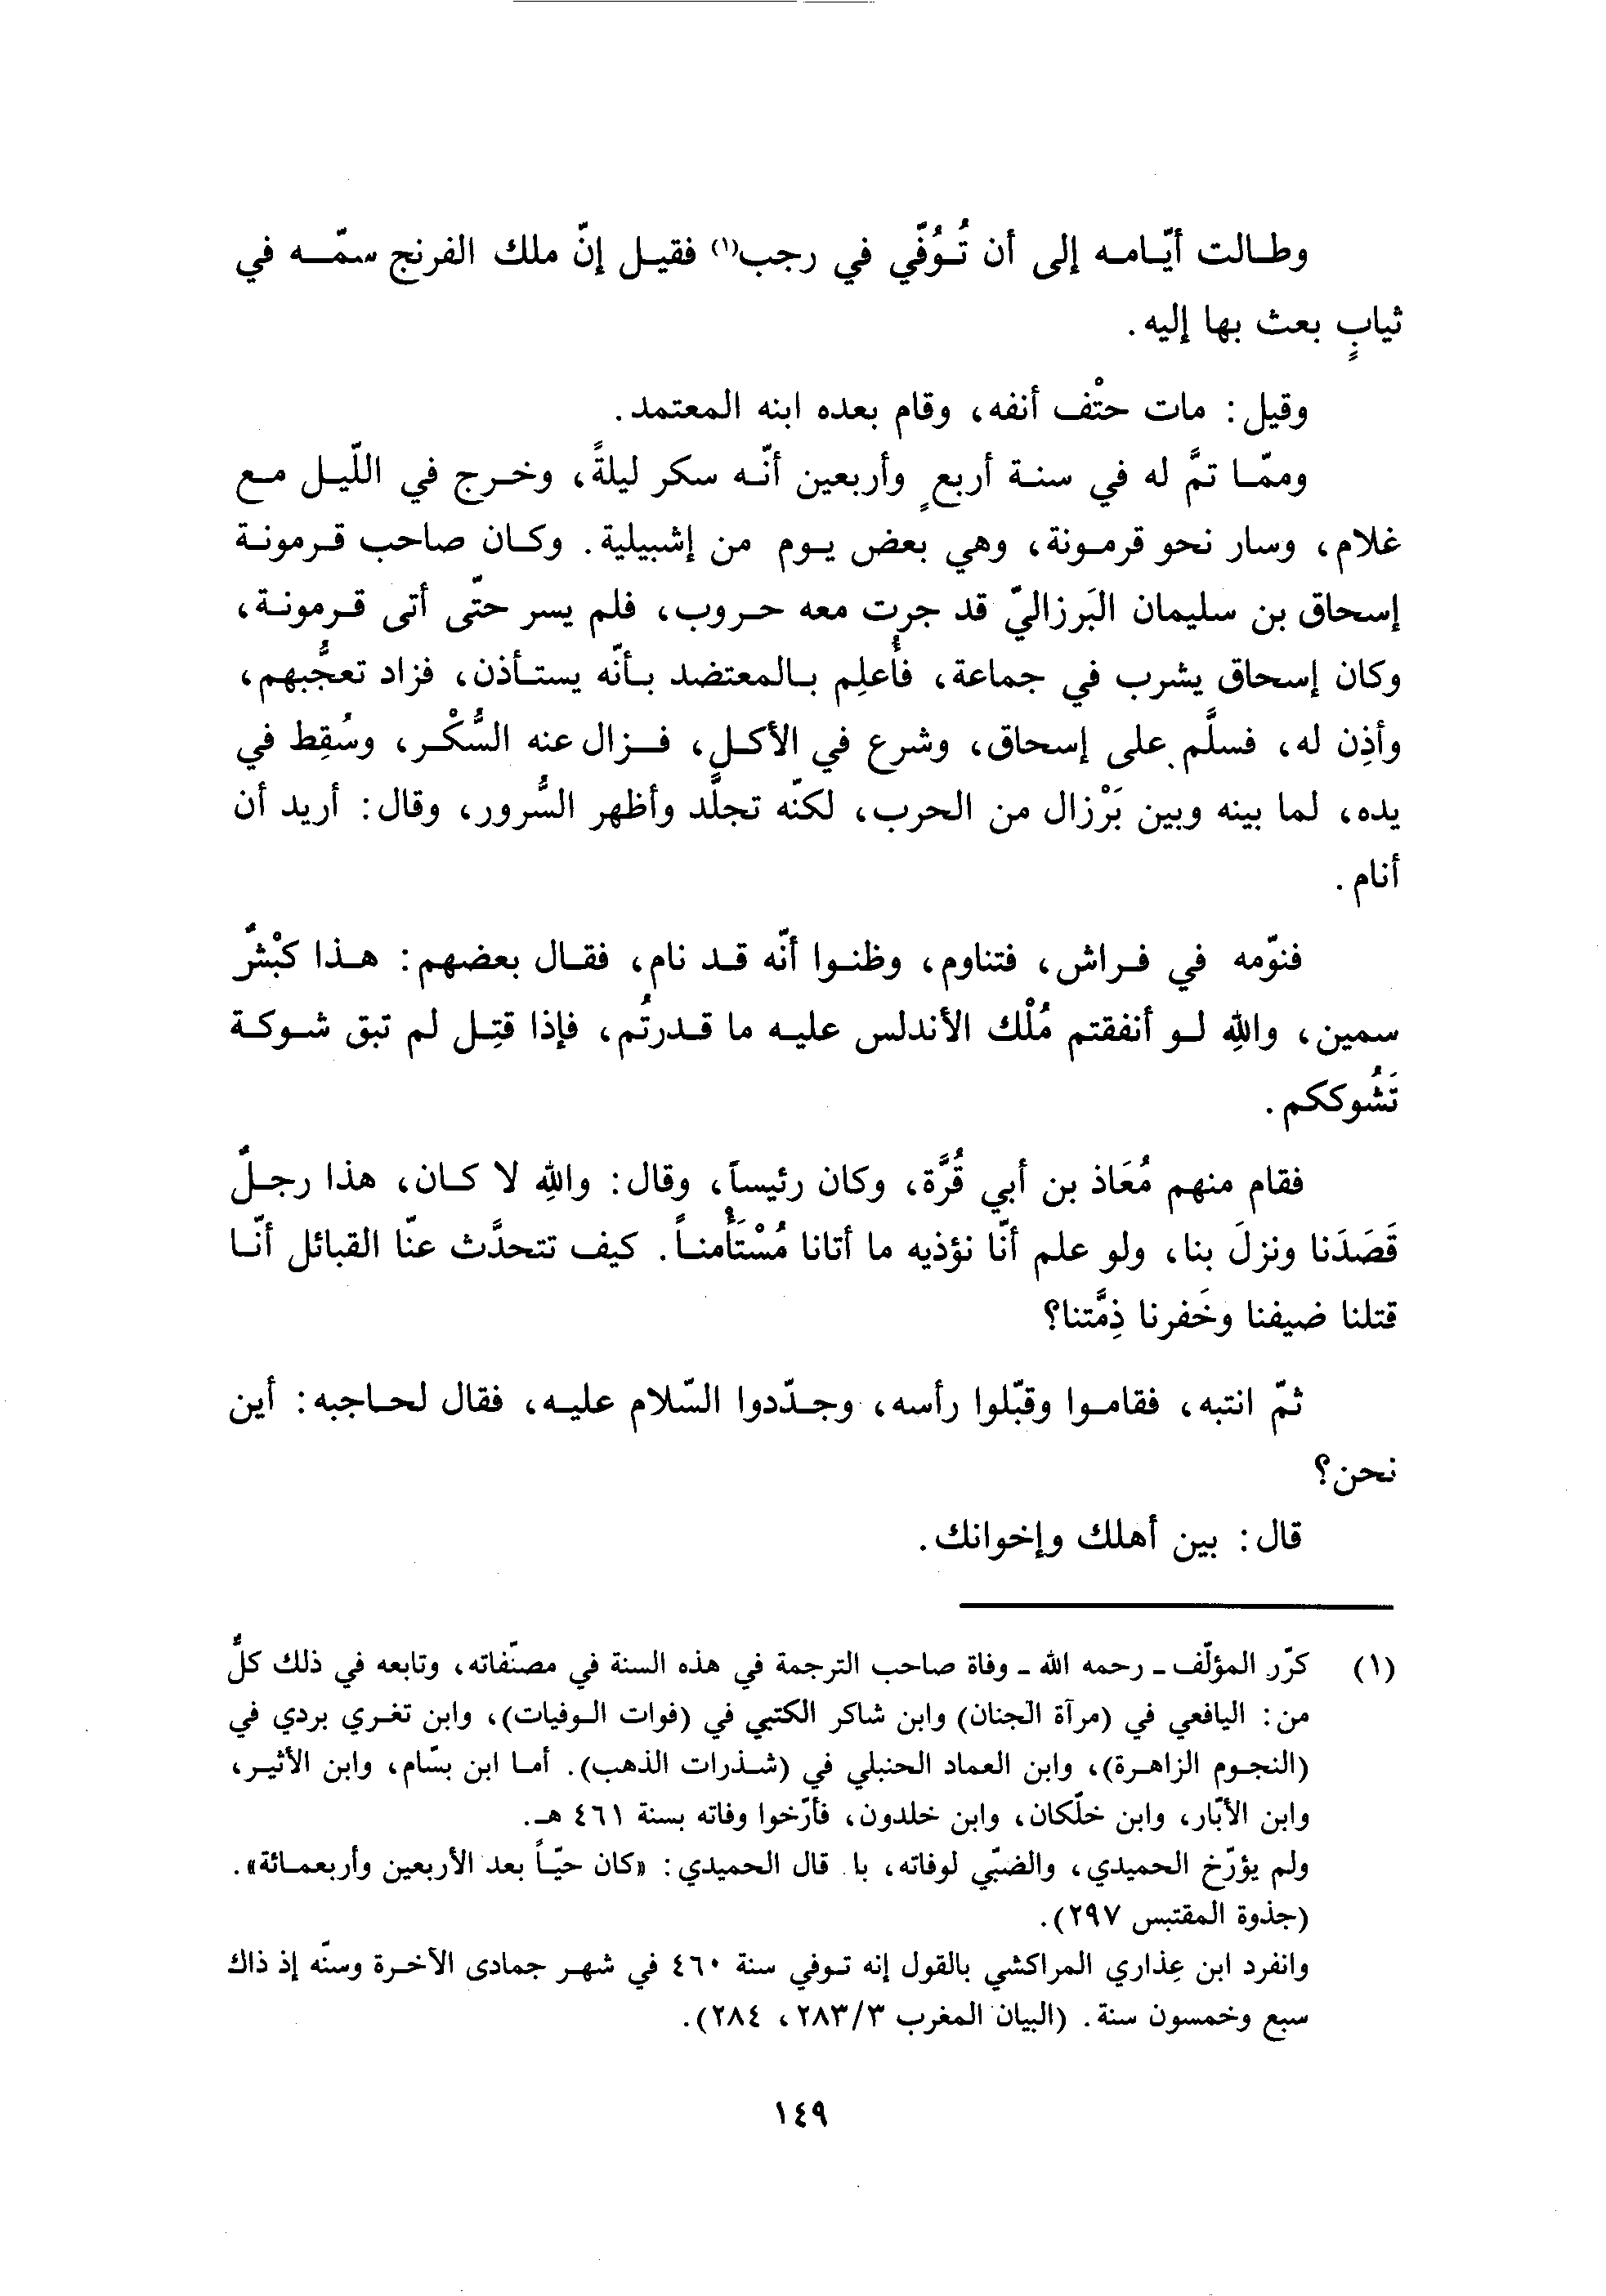 وطالت أيّامه إلى أن تُوُفّي في رجب(١) فقيل إنّ ملك الفرنج سمّه في
ثيابٍ بعث بها إليه.
وقيل: مات حتْف أنفه، وقام بعده ابنه المعتمد.
وممّا تمَّ له في سنة أربعٍ وأربعين أنّه سكر ليلةً، وخرج في اللّيل مع
غلام، وسار نحو قرمونة، وهي بعض يوم من إشبيلية. وكان صاحب قرمونة
إسحاق بن سليمان البَرزاليّ قد جرت معه حروب، فلم يسر حتّى أتى قرمونة،
وكان إسحاق يشرب في جماعة، فأُعلِم بالمعتضد بأنّه يستأذن، فزاد تعجُّبهم،
وأذِن له، فسلَّم على إسحاق، وشرع في الأكل، فزال عنه السُّكْر، وسُقِط في
يده، لما بينه وبين بَرْزال من الحرب، لكنّه تجلَّد وأظهر السُّرور، وقال: أريد أن
أنام.
فنوّمه في فراش، فتناوم، وظنوا أنّه قد نام، فقال بعضهم: هذا كبْشٌ
سمين، واللهِ لو أنفقتم مُلْك الأندلس عليه ما قدرتُم، فإذا قتِل لم تبق شوكة
تَشُوككم.
فقام منهم مُعَاذ بن أبي قُرَّة، وكان رئيساً، وقال: واللهِ لا كان، هذا رجلٌ
قَصَدَنا ونزلَ بنا، ولو علم أنّا نؤذيه ما أتانا مُسْتَأْمناً. كيف تتحدَّث عنّا القبائل أنّا
قتلنا ضيفنا وخَفرنا ذِمَّتنا؟
ثمّ انتبه، فقاموا وقبّلوا رأسه، وجدّدوا السّلام عليه، فقال لحاجبه: أين
نحن؟
قال: بين أهلك وإخوانك.
(١) كرّر المؤلّف - رحمه الله - وفاة صاحب الترجمة في هذه السنة في مصنّفاته، وتابعه في ذلك كلٌّ
من: اليافعي في (مرآة الجنان) وابن شاكر الكتبي في (فوات الوفيات)، وابن تغري بردي في
(النجوم الزاهرة)، وابن العماد الحنبلي في (شذرات الذهب). أما ابن بسّام، وابن الأثير،
وابن الأبّار، وابن خلّكان، وابن خلدون، فأرّخوا وفاته بسنة ٤٦١ هـ.
ولم يؤرّخ الحميدي، والضبّي لوفاته، با قال الحميدي: «كان حيّاً بعد الأربعين وأربعمائة».
(جذوة المقتبس ٢٩٧).
وانفرد ابن عِذاري المراكشي بالقول إنه توفي سنة ٤٦٠ في شهر جمادى الآخرة وسنّه إذ ذاك
سبع وخمسون سنة. (البيان المغرب ٢٨٣/٣، ٢٨٤).
١٤٩